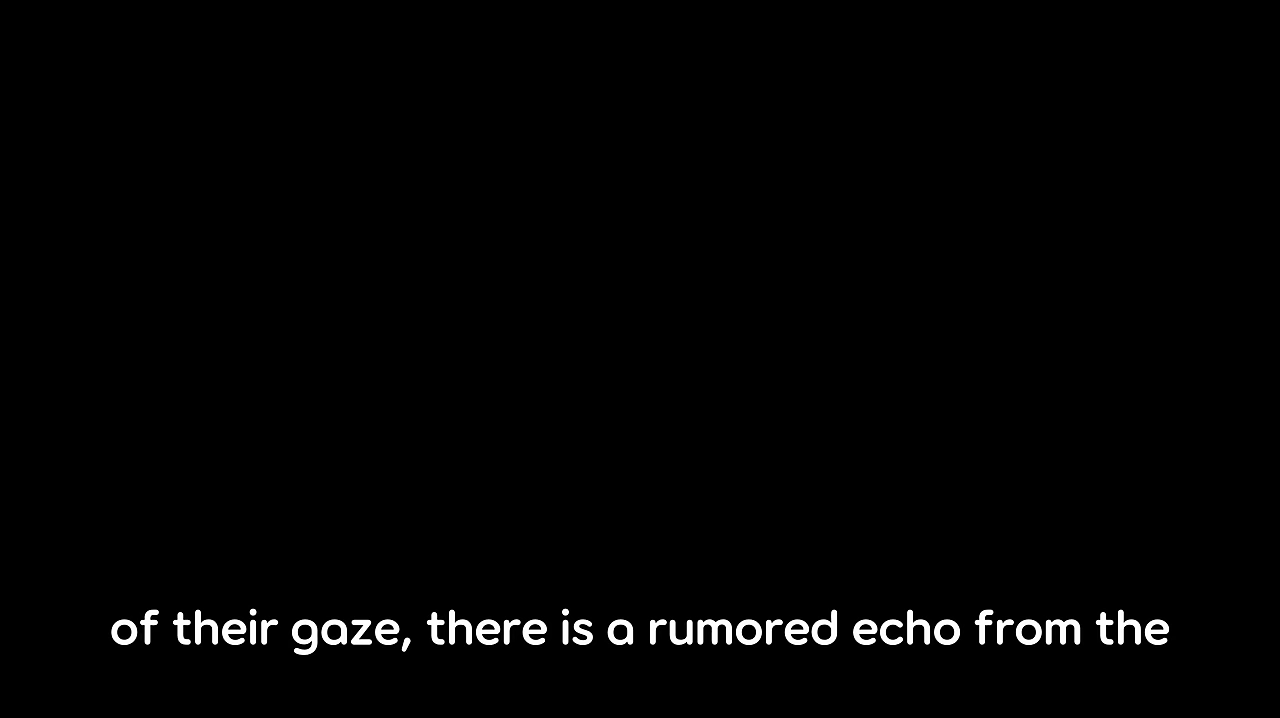 of their gaze, there is a rumored echo from the